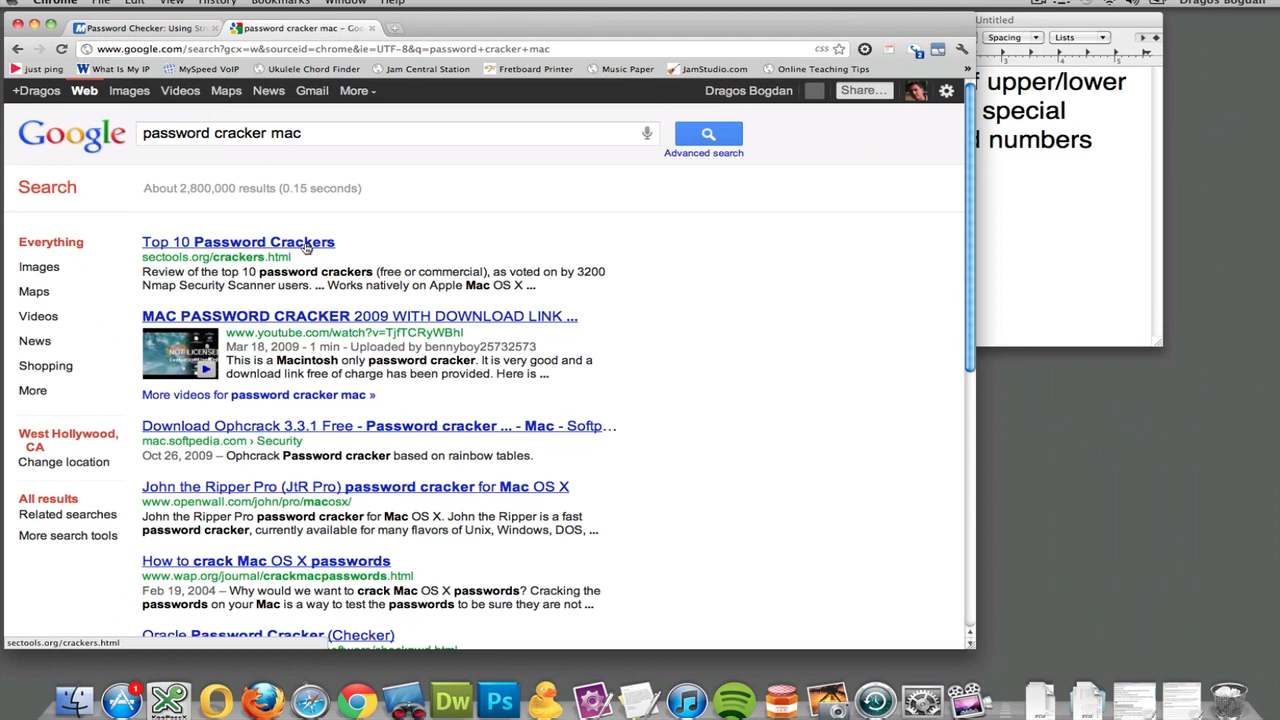 Chrome File Edit View History Bookmarks Window Help Dragos Bogdan
Password Checker: Using Str
password cracker mac - Goo
Untitled
www.google.com/search?gcx=w&sourceid=chrome&ie=UTF-8&q=password+cracker+mac
css
2
Spacing Lists
just ping What Is My IP MySpeed VoIP Ukulele Chord Finder Jam Central Station Fretboard Printer Music Paper JamStudio.com Online Teaching Tips »
5
+Dragos Web Images Videos Maps News Gmail More
Dragos Bogdan Share…
upper/lower
special
numbers
Google
password cracker mac
Advanced search
Search
About 2,800,000 results (0.15 seconds)
Everything
Images
Maps
Videos
News
Shopping
More
West Hollywood,
CA
Change location
All results
Related searches
More search tools
Top 10 Password Crackers
sectools.org/crackers.html
Review of the top 10 password crackers (free or commercial), as voted on by 3200
Nmap Security Scanner users. ... Works natively on Apple Mac OS X ...
MAC PASSWORD CRACKER 2009 WITH DOWNLOAD LINK ...
www.youtube.com/watch?v=TjfTCRyWBhI
Mar 18, 2009 - 1 min - Uploaded by bennyboy25732573
This is a Macintosh only password cracker. It is very good and a
download link free of charge has been provided. Here is ...
NOT LICENSE
More videos for password cracker mac »
Download Ophcrack 3.3.1 Free - Password cracker ... - Mac - Softp…
mac.softpedia.com › Security
Oct 26, 2009 – Ophcrack Password cracker based on rainbow tables.
John the Ripper Pro (JtR Pro) password cracker for Mac OS X
www.openwall.com/john/pro/macosx/
John the Ripper Pro password cracker for Mac OS X. John the Ripper is a fast
password cracker, currently available for many flavors of Unix, Windows, DOS, ...
How to crack Mac OS X passwords
www.wap.org/journal/crackmacpasswords.html
Feb 19, 2004 – Why would we want to crack Mac OS X passwords? Cracking the
passwords on your Mac is a way to test the passwords to be sure they are not ...
Oracle Password Cracker (Checker)
sectools.org/crackers.html
1
KeePassX
Dw
Ps
PDF
PDF